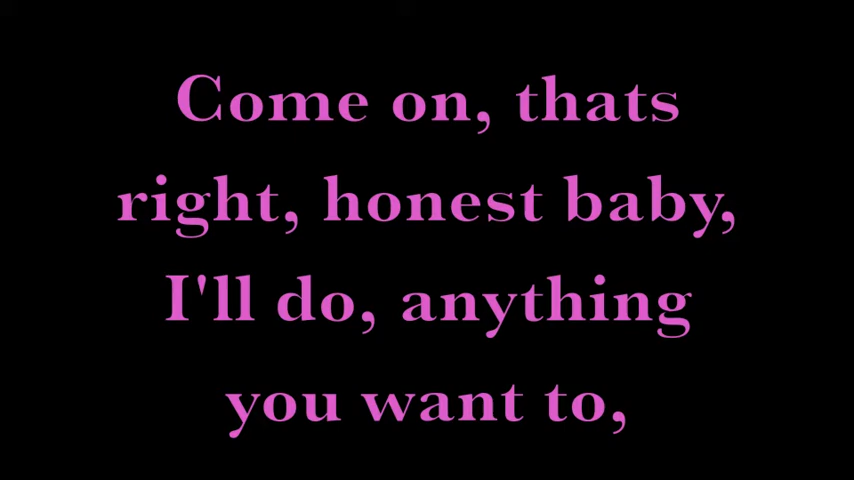 Come on, thats
right, honest baby,
I'll do, anything
you want to,